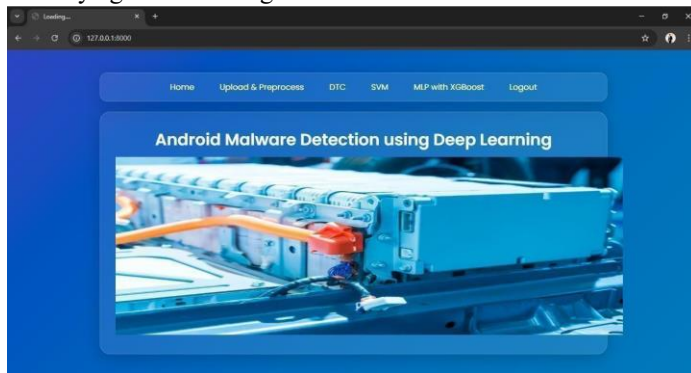 Loading...
127.0.0.1:8000
Home Upload & Preprocess DTC SVM MLP with XGBoost Logout
Android Malware Detection using Deep Learning